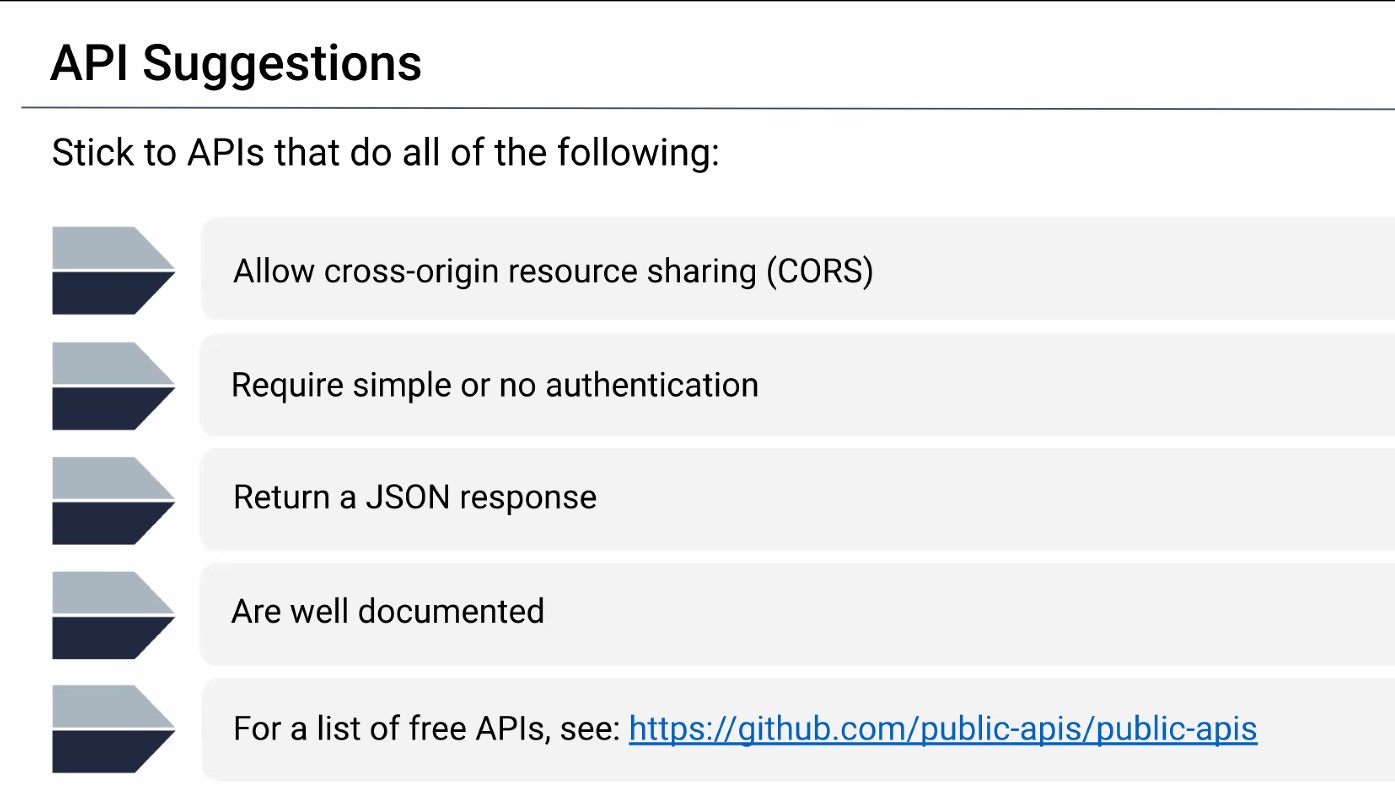 API Suggestions
Stick to APIs that do all of the following:
Allow cross-origin resource sharing (CORS)
Require simple or no authentication
Return a JSON response
Are well documented
For a list of free APIs, see: https://github.com/public-apis/public-apis